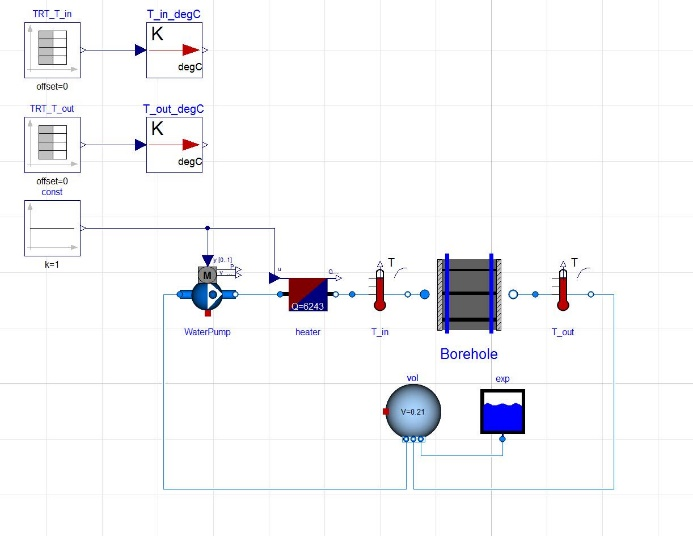 TRT_T_in
T_in_degC
K
degC
offset=0
TRT_T_out
T_out_degC
K
degC
offset=0
const
k=1
y [0, 1]
P..
V..
M
u
Q..
T
T
Q=6243
WaterPump
heater
T_in
T_out
Borehole
vol
exp
V=0.21